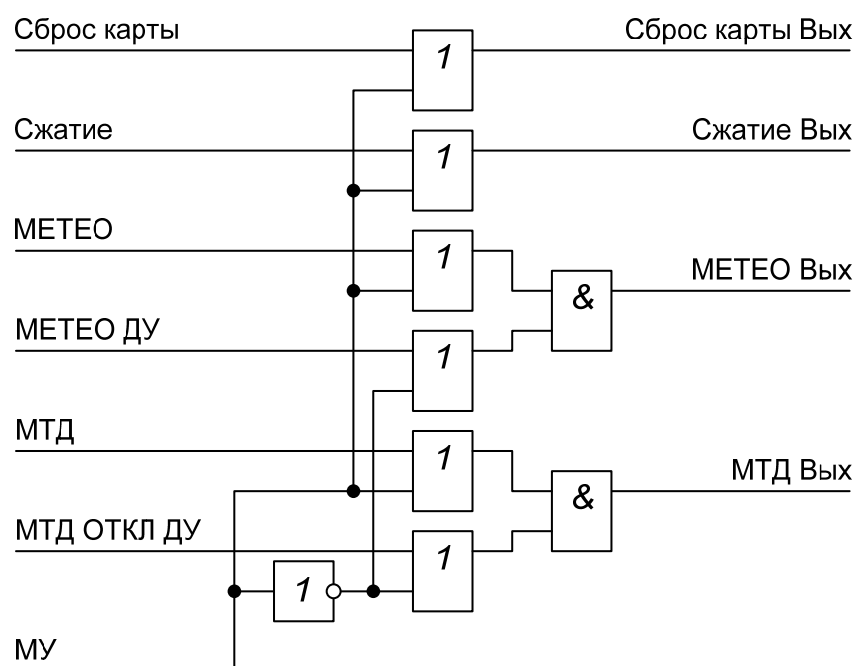 Сброс карты
Сброс карты Вых
1
Сжатие
Сжатие Вых
1
МЕТЕО
1
МЕТЕО Вых
&
МЕТЕО ДУ
1
МТД
1
МТД Вых
&
МТД ОТКЛ ДУ
1
1
МУ